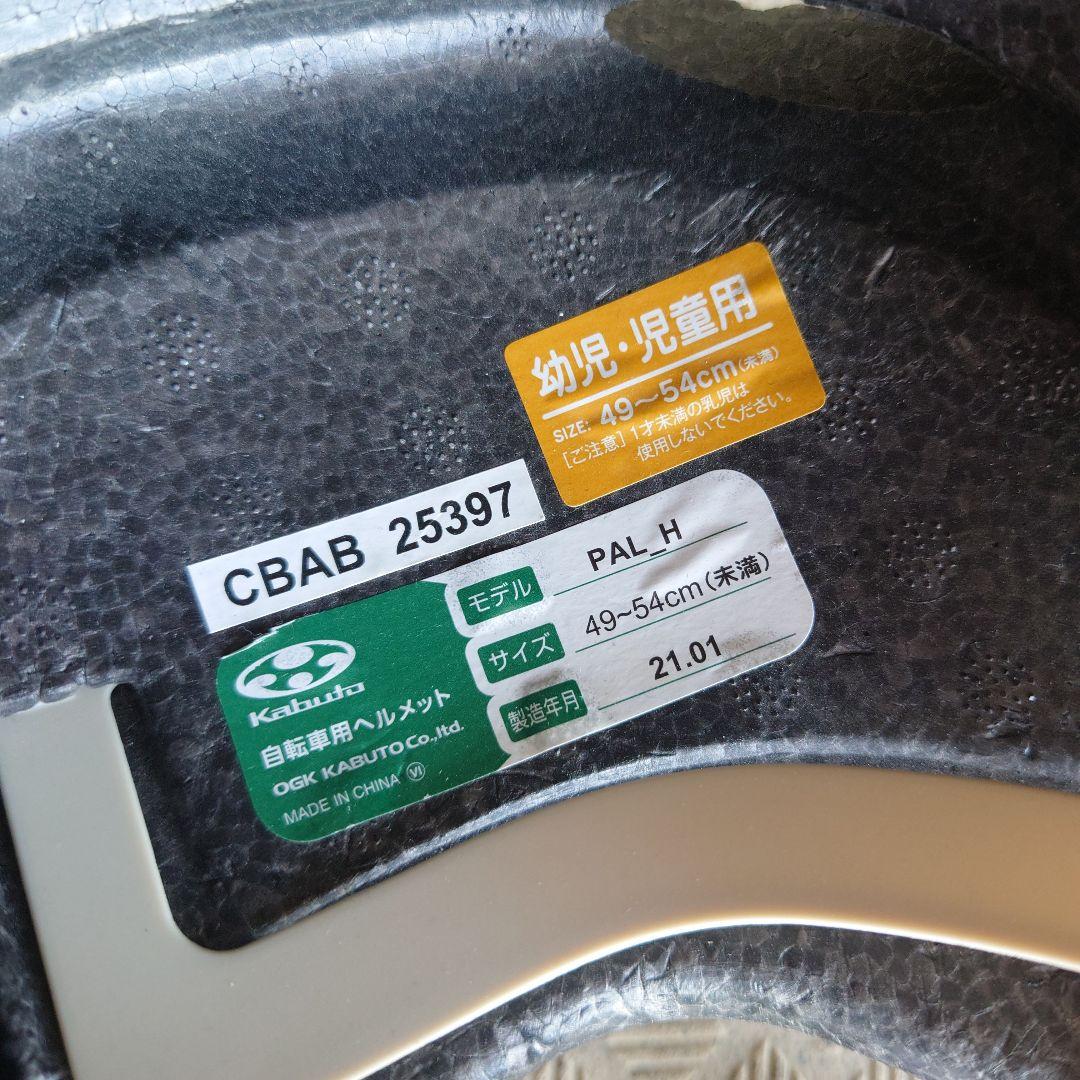 幼児・児童用
SIZE: 49～54cm(未満)
[ご注意] 1才未満の乳児は
使用しないでください。
CBAB 25397
Kabuto
自転車用ヘルメット
OGK KABUTO Co.,ltd.
MADE IN CHINA VI
モデル PAL_H
サイズ 49~54cm(未満)
製造年月 21.01